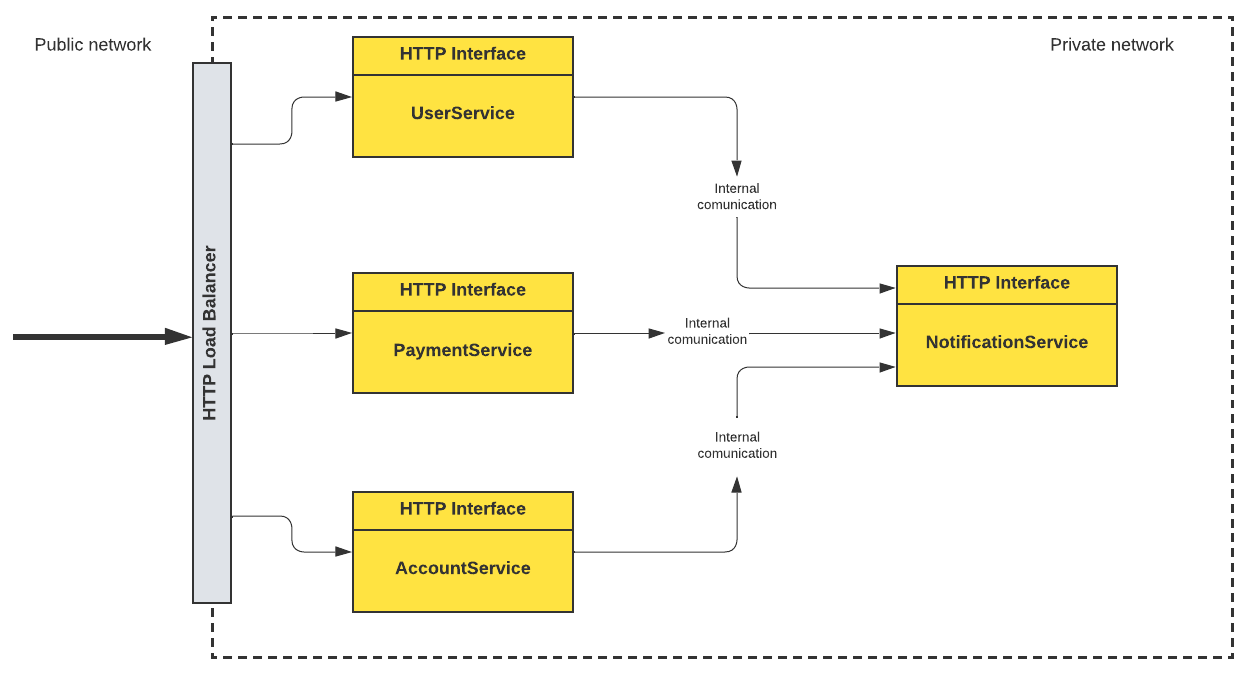 Public network
Private network
HTTP Load Balancer
HTTP Interface
UserService
Internal
comunication
HTTP Interface
PaymentService
Internal
comunication
HTTP Interface
NotificationService
Internal
comunication
HTTP Interface
AccountService